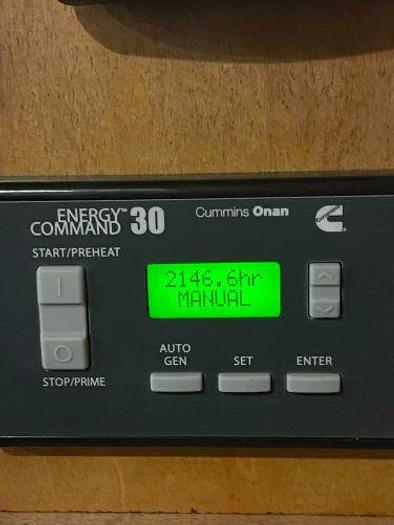 ENERGY™
COMMAND 30
Cummins Onan
START/PREHEAT
2146.6hr
MANUAL
AUTO
GEN
SET
ENTER
STOP/PRIME